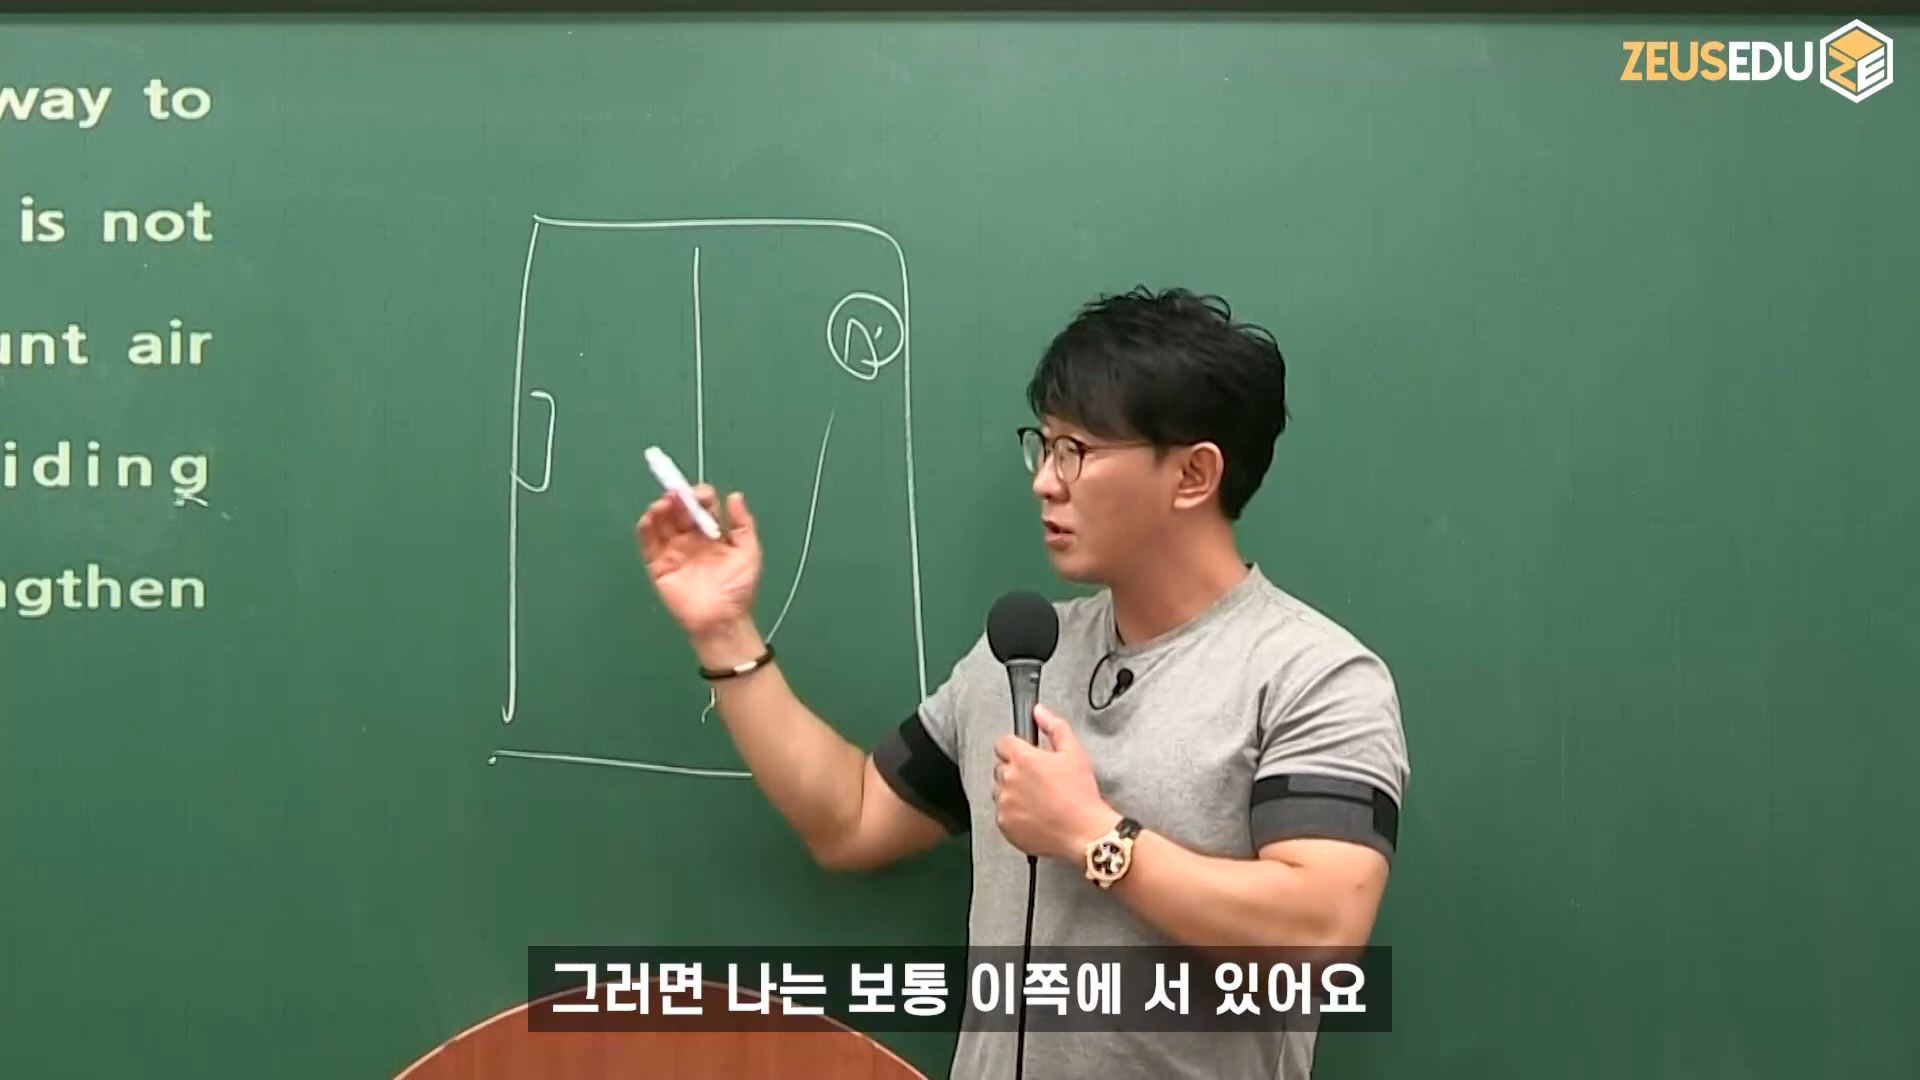 way to
is not
air
iding
gthen
ZEUSEDU
그러면 나는 보통 이쪽에 서 있어요